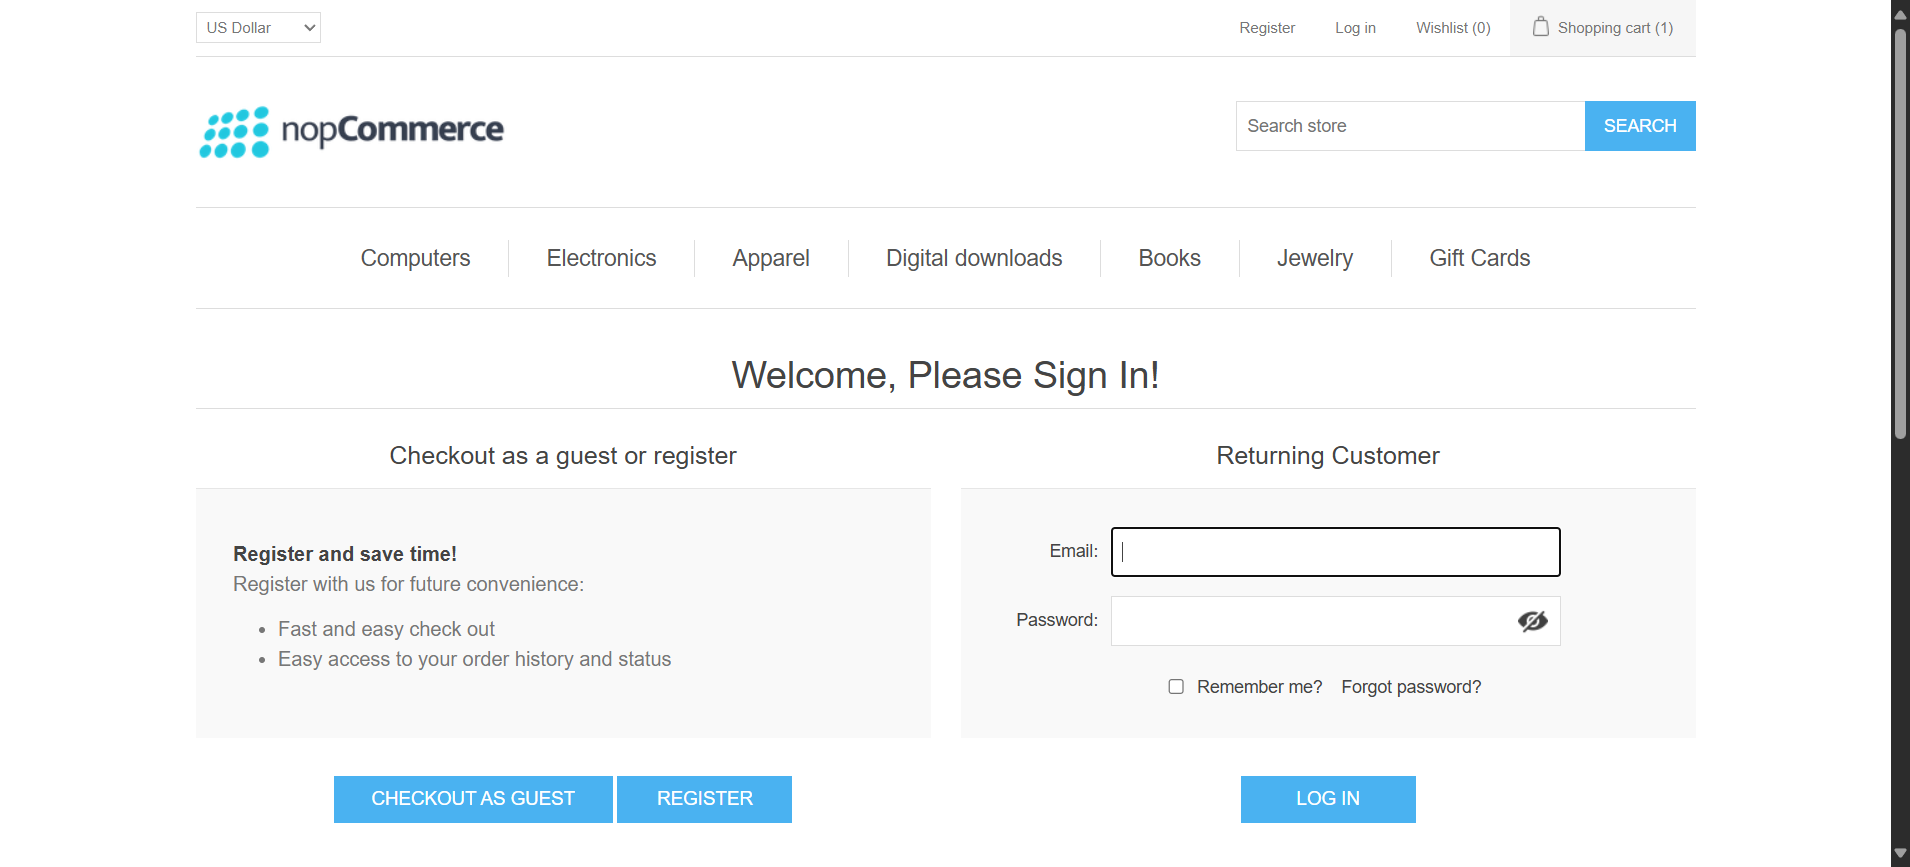 US Dollar
Register
Log in
Wishlist (0)
Shopping cart (1)
nopCommerce
Search store
SEARCH
Computers
Electronics
Apparel
Digital downloads
Books
Jewelry
Gift Cards
Welcome, Please Sign In!
Checkout as a guest or register
Register and save time!
Register with us for future convenience:
Fast and easy check out
Easy access to your order history and status
CHECKOUT AS GUEST
REGISTER
Returning Customer
Email:
Password:
Remember me?
Forgot password?
LOG IN